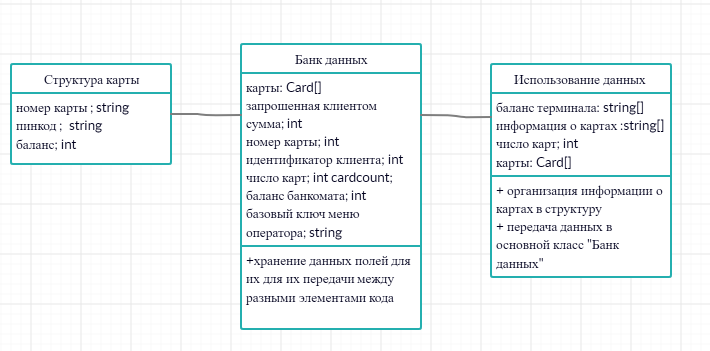 Структура карты
номер карты ; string
пинкод ;  string
баланс; int
Банк данных
карты: Card[]
запрошенная клиентом
сумма; int
номер карты; int
идентификатор клиента; int
число карт; int cardcount;
баланс банкомата; int
базовый ключ меню
оператора; string
+хранение данных полей для
их для их передачи между
разными элементами кода
Использование данных
баланс терминала: string[]
информация о картах :string[]
число карт; int
карты: Card[]
+ организация информации о
картах в структуру
+ передача данных в
основной класс "Банк
данных"